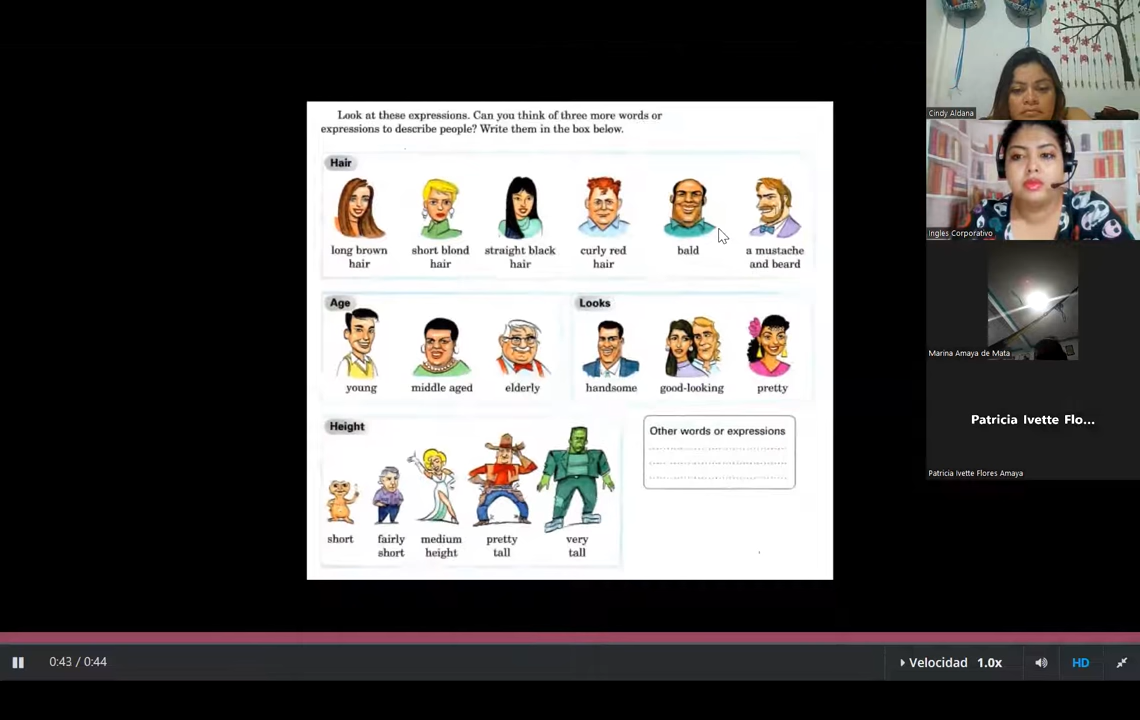 Look at these expressions. Can you think of three more words or
expressions to describe people? Write them in the box below.
Hair
long brown
hair
short blond
hair
straight black
hair
curly red
hair
bald
a mustache
and beard
Age
young
middle aged
elderly
Looks
handsome
good-looking
pretty
Height
short
fairly
short
medium
height
pretty
tall
very
tall
Other words or expressions
Cindy Aldana
Ingles Corporativo
Marina Amaya de Mata
Patricia Ivette Flo...
Patricia Ivette Flores Amaya
0:43 / 0:44
Velocidad 1.0x
HD